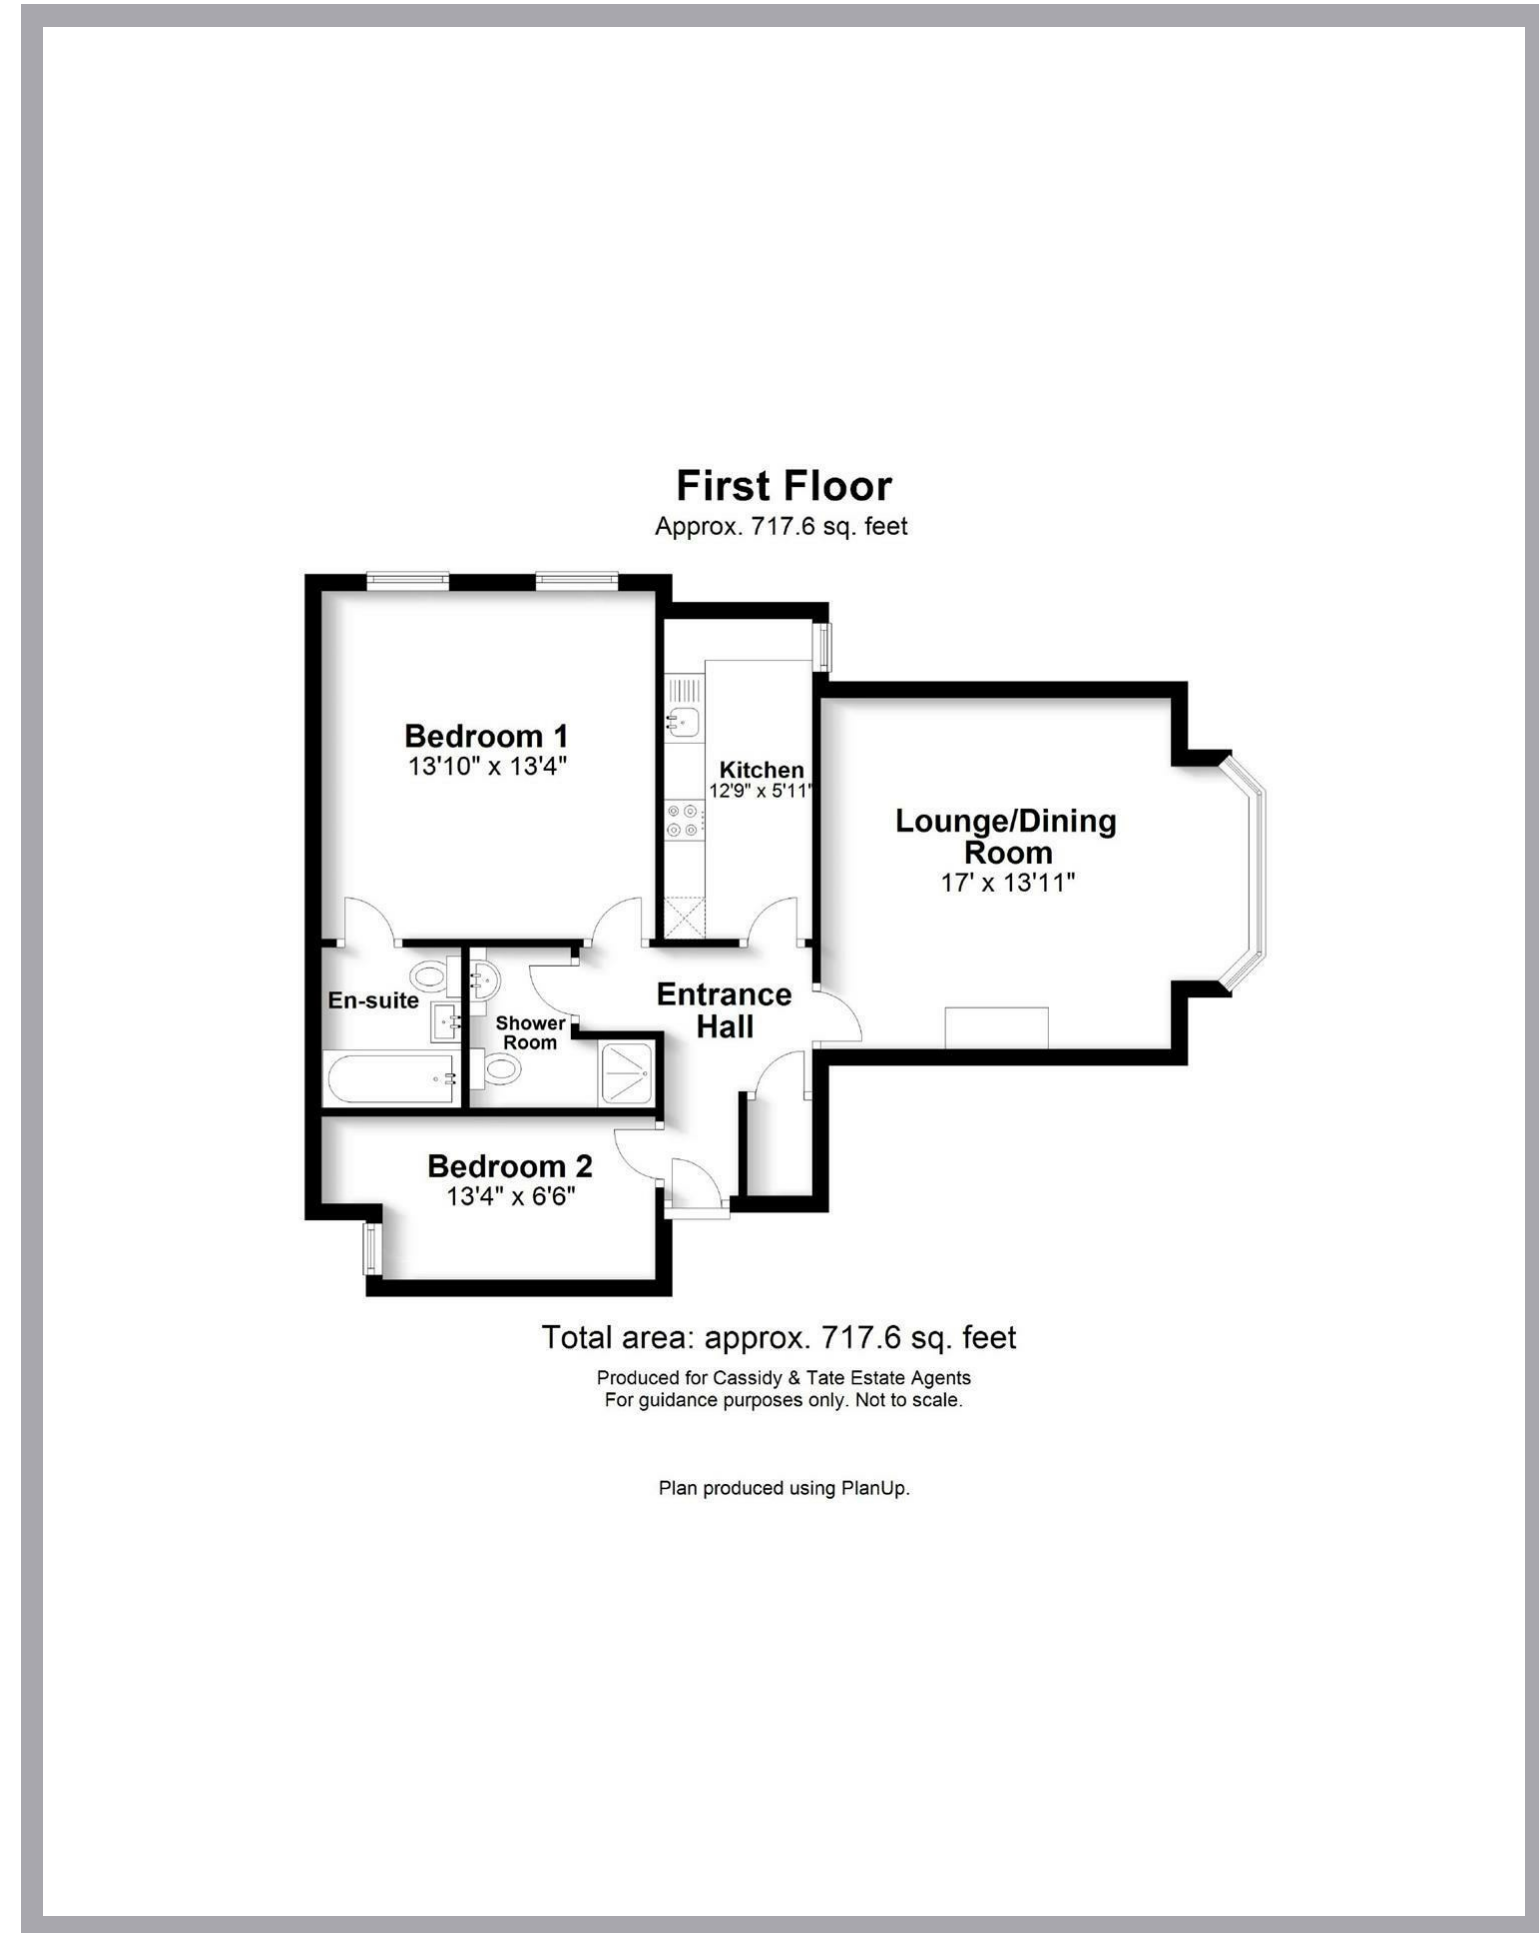 First Floor
Approx. 717.6 sq. feet
Bedroom 1
13'10" x 13'4"
Kitchen
12'9" x 5'11"
Lounge/Dining
Room
17' x 13'11"
En-suite
Shower
Room
Entrance
Hall
Bedroom 2
13'4" x 6'6"
Total area: approx. 717.6 sq. feet
Produced for Cassidy & Tate Estate Agents
For guidance purposes only. Not to scale.
Plan produced using PlanUp.